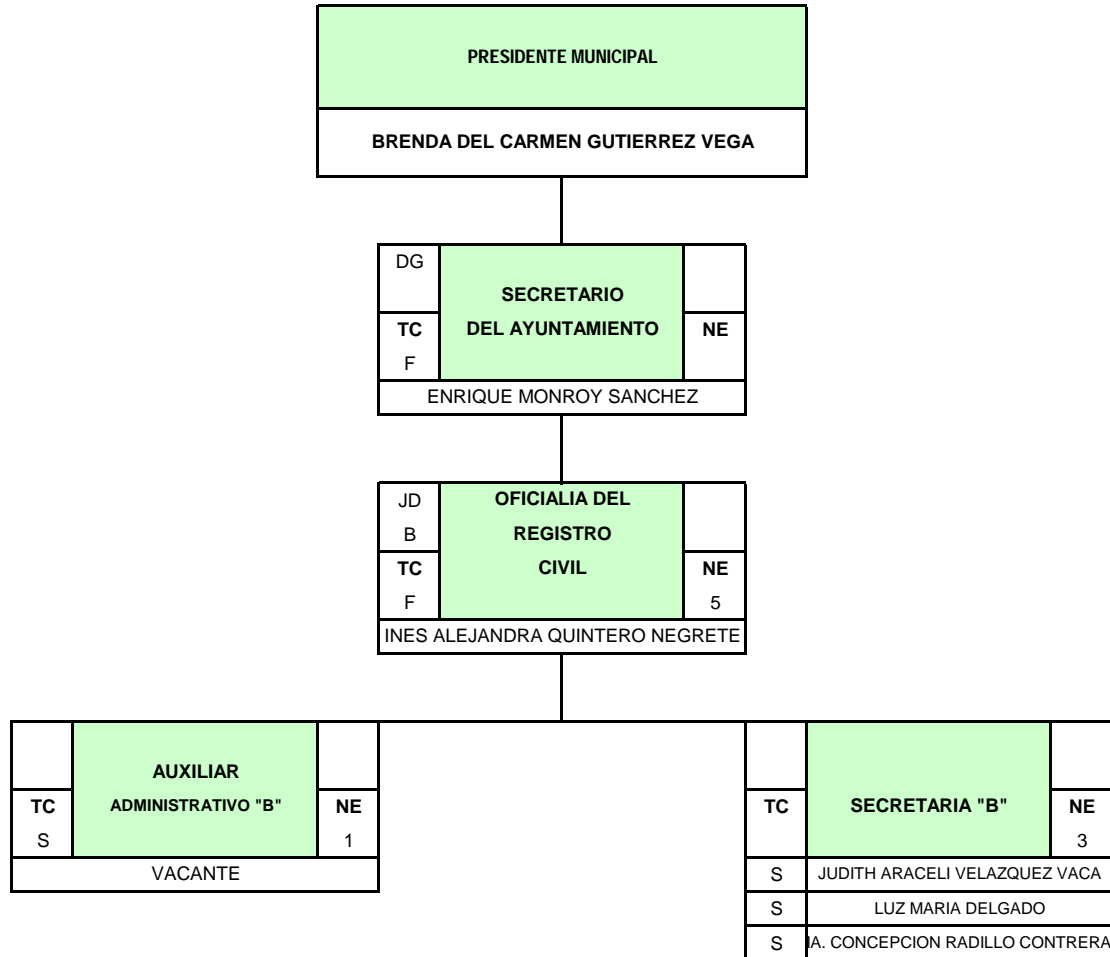 PRESIDENTE MUNICIPAL
BRENDA DEL CARMEN GUTIERREZ VEGA
DG
SECRETARIO
TC DEL AYUNTAMIENTO NE
F
ENRIQUE MONROY SANCHEZ
JD OFICIALIA DEL
B REGISTRO
TC CIVIL NE
F 5
INES ALEJANDRA QUINTERO NEGRETE
AUXILIAR
TC ADMINISTRATIVO "B" NE
S 1
VACANTE
TC SECRETARIA "B" NE
3
S JUDITH ARACELI VELAZQUEZ VACA
S LUZ MARIA DELGADO
S CONCEPCION RADILLO